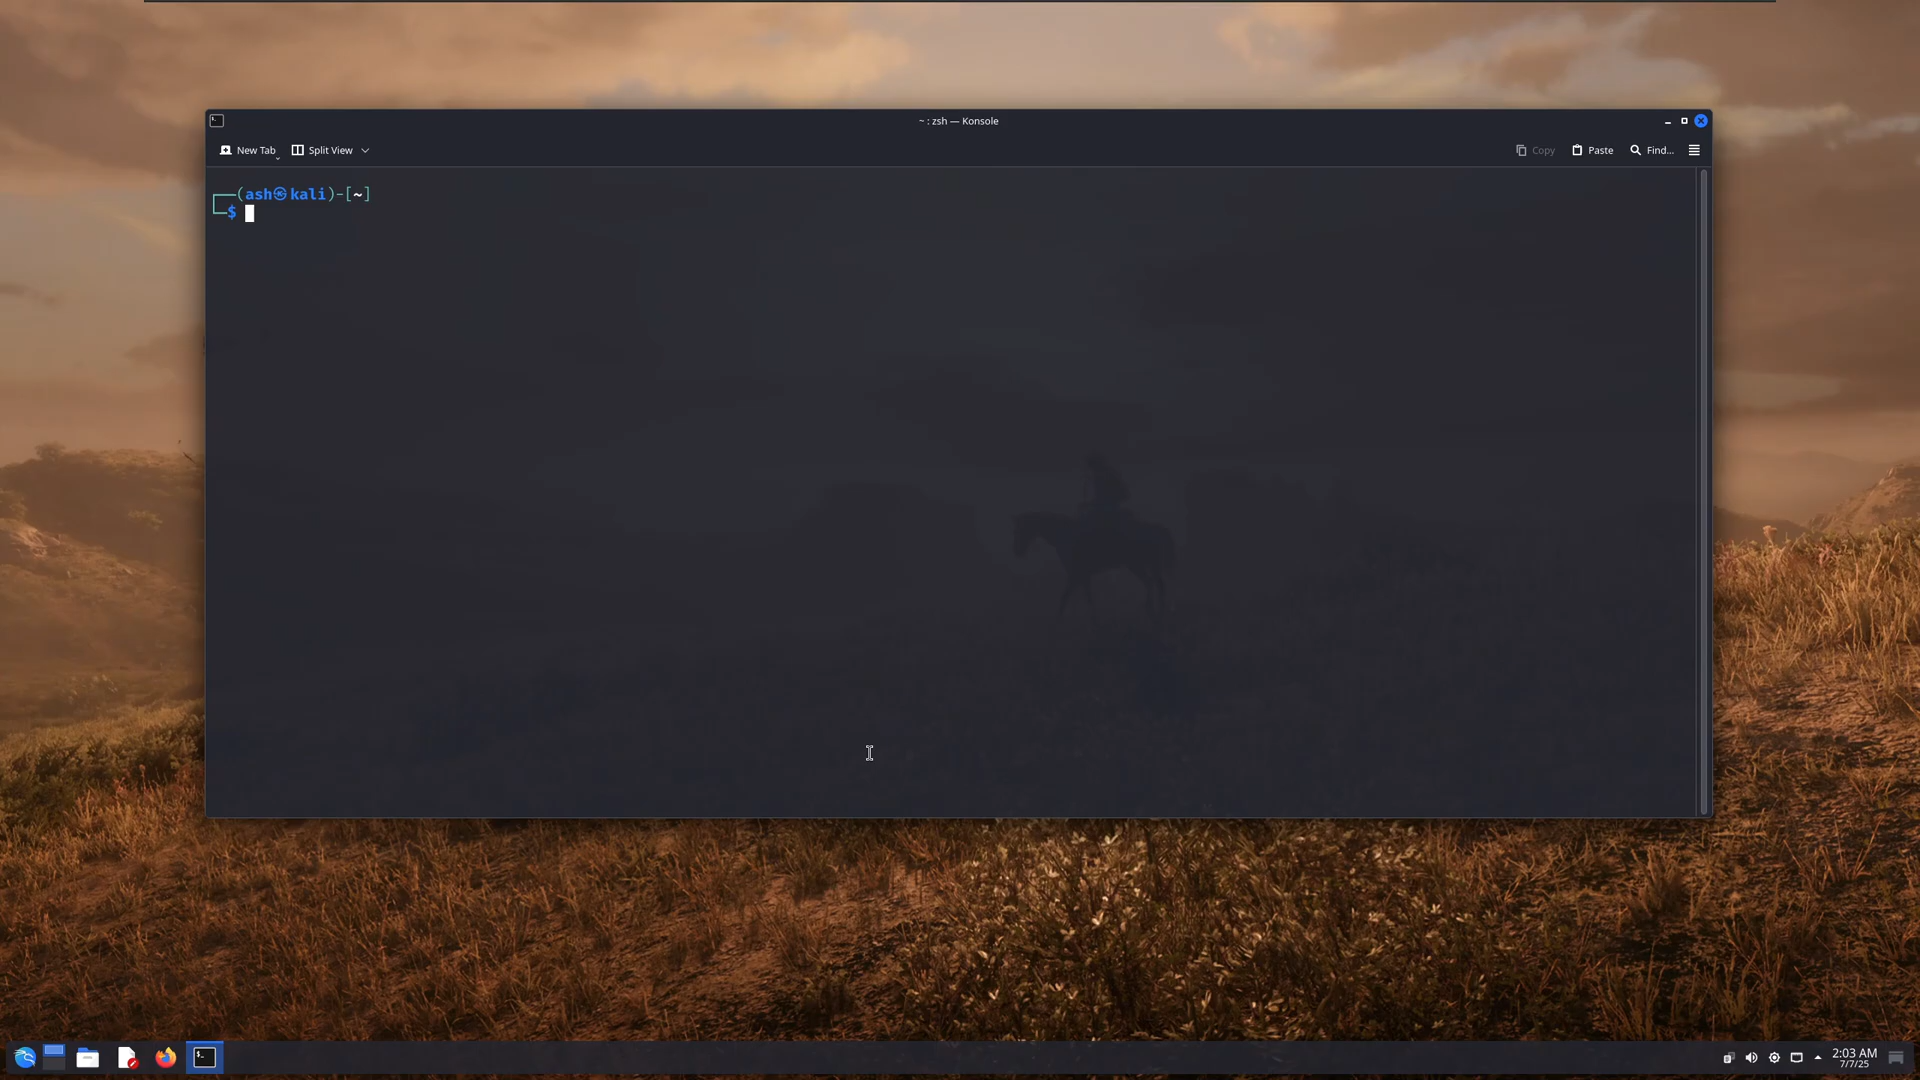 ~ : zsh — Konsole
New Tab
Split View
Copy
Paste
Find...
┌──(ash㉿kali)-[~]
└─$
2:03 AM
7/7/25